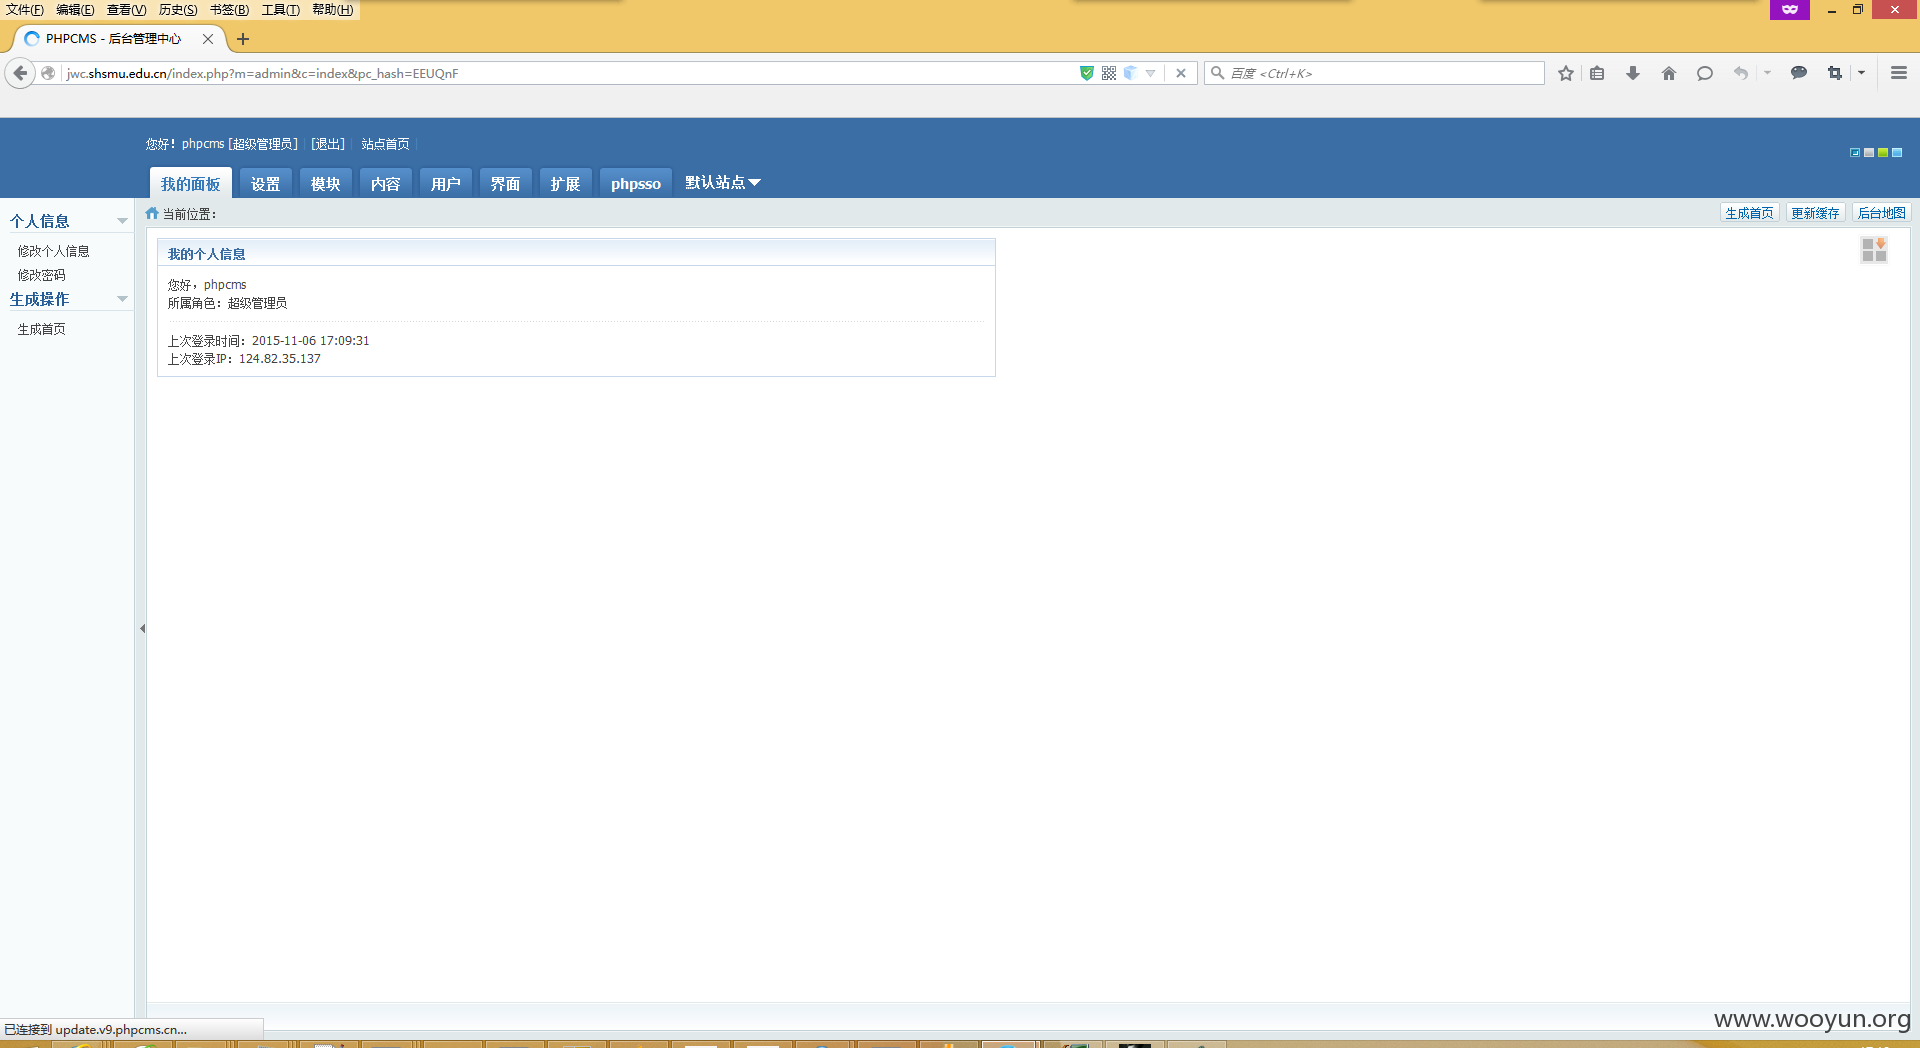 文件(F) 编辑(E) 查看(V) 历史(S) 书签(B) 工具(T) 帮助(H)
PHPCMS - 后台管理中心
jwc.shsmu.edu.cn/index.php?m=admin&c=index&pc_hash=EEUQnF
百度 <Ctrl+K>
您好！phpcms [超级管理员] [退出] 站点首页
我的面板 设置 模块 内容 用户 界面 扩展 phpsso 默认站点
个人信息
修改个人信息
修改密码
生成操作
生成首页
当前位置：
生成首页 更新缓存 后台地图
我的个人信息
您好，phpcms
所属角色：超级管理员
上次登录时间：2015-11-06 17:09:31
上次登录IP：124.82.35.137
已连接到 update.v9.phpcms.cn...
www.wooyun.org